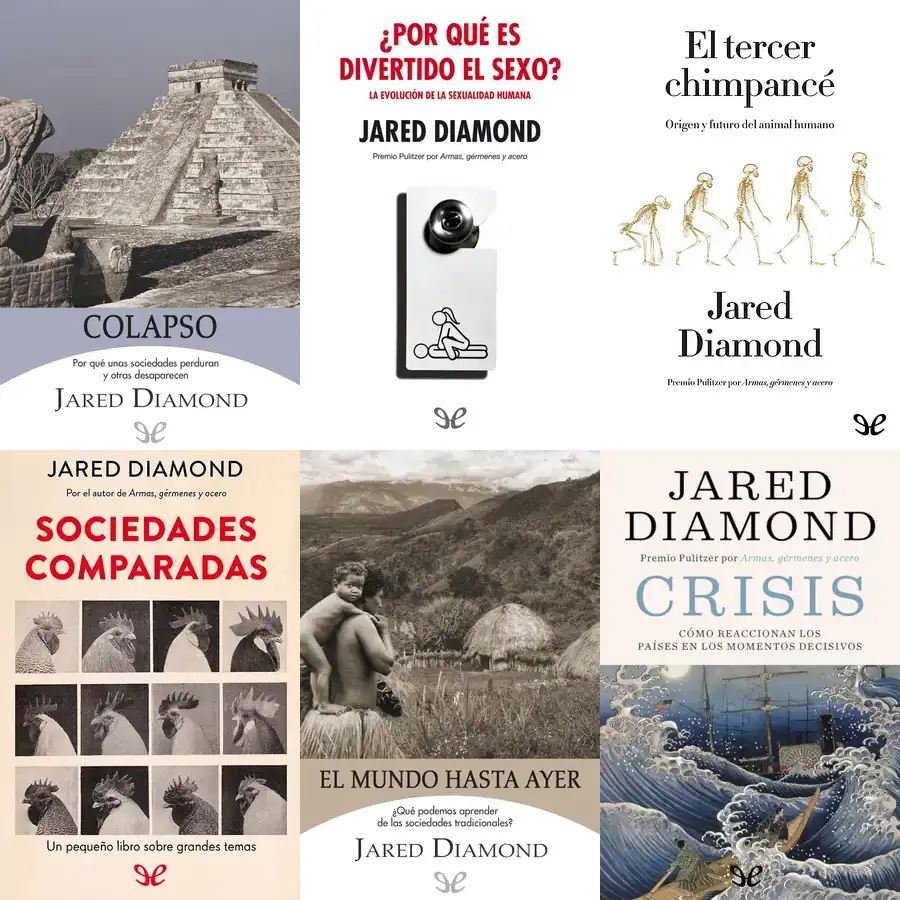 COLAPSO
Por qué unas sociedades perduran
y otras desaparecen
JARED DIAMOND
¿POR QUÉ ES
DIVERTIDO EL SEXO?
LA EVOLUCIÓN DE LA SEXUALIDAD HUMANA
JARED DIAMOND
Premio Pulitzer por Armas, gérmenes y acero
El tercer
chimpancé
Origen y futuro del animal humano
Jared
Diamond
Premio Pulitzer por Armas, gérmenes y acero
JARED DIAMOND
Por el autor de Armas, gérmenes y acero
SOCIEDADES
COMPARADAS
Un pequeño libro sobre grandes temas
EL MUNDO HASTA AYER
¿Qué podemos aprender
de las sociedades tradicionales?
JARED DIAMOND
JARED
DIAMOND
Premio Pulitzer por Armas, gérmenes y acero
CRISIS
CÓMO REACCIONAN LOS
PAÍSES EN LOS MOMENTOS DECISIVOS